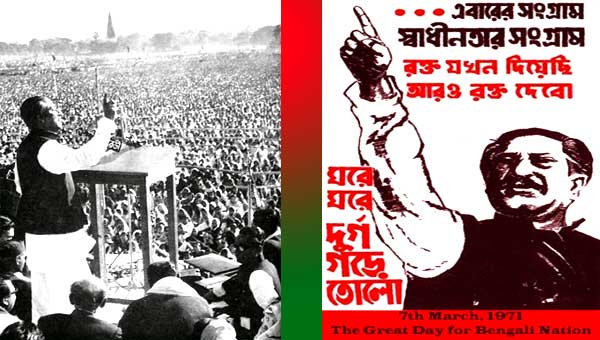 ... এবারের সংগ্রাম
স্বাধীনতার সংগ্রাম
রক্ত যখন দিয়েছি
আরও রক্ত দেবো
ঘরে
ঘরে
দুর্গ
গড়ে
তোলো
7th March, 1971
The Great Day for Bengali Nation